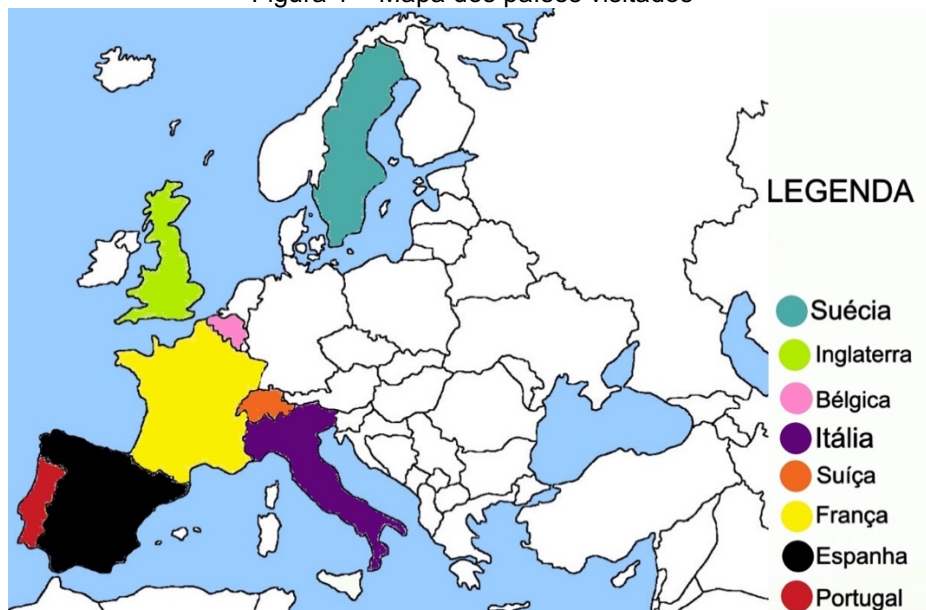 Figura 1 – Mapa dos países visitados
LEGENDA
Suécia
Inglaterra
Bélgica
Itália
Suíça
França
Espanha
Portugal